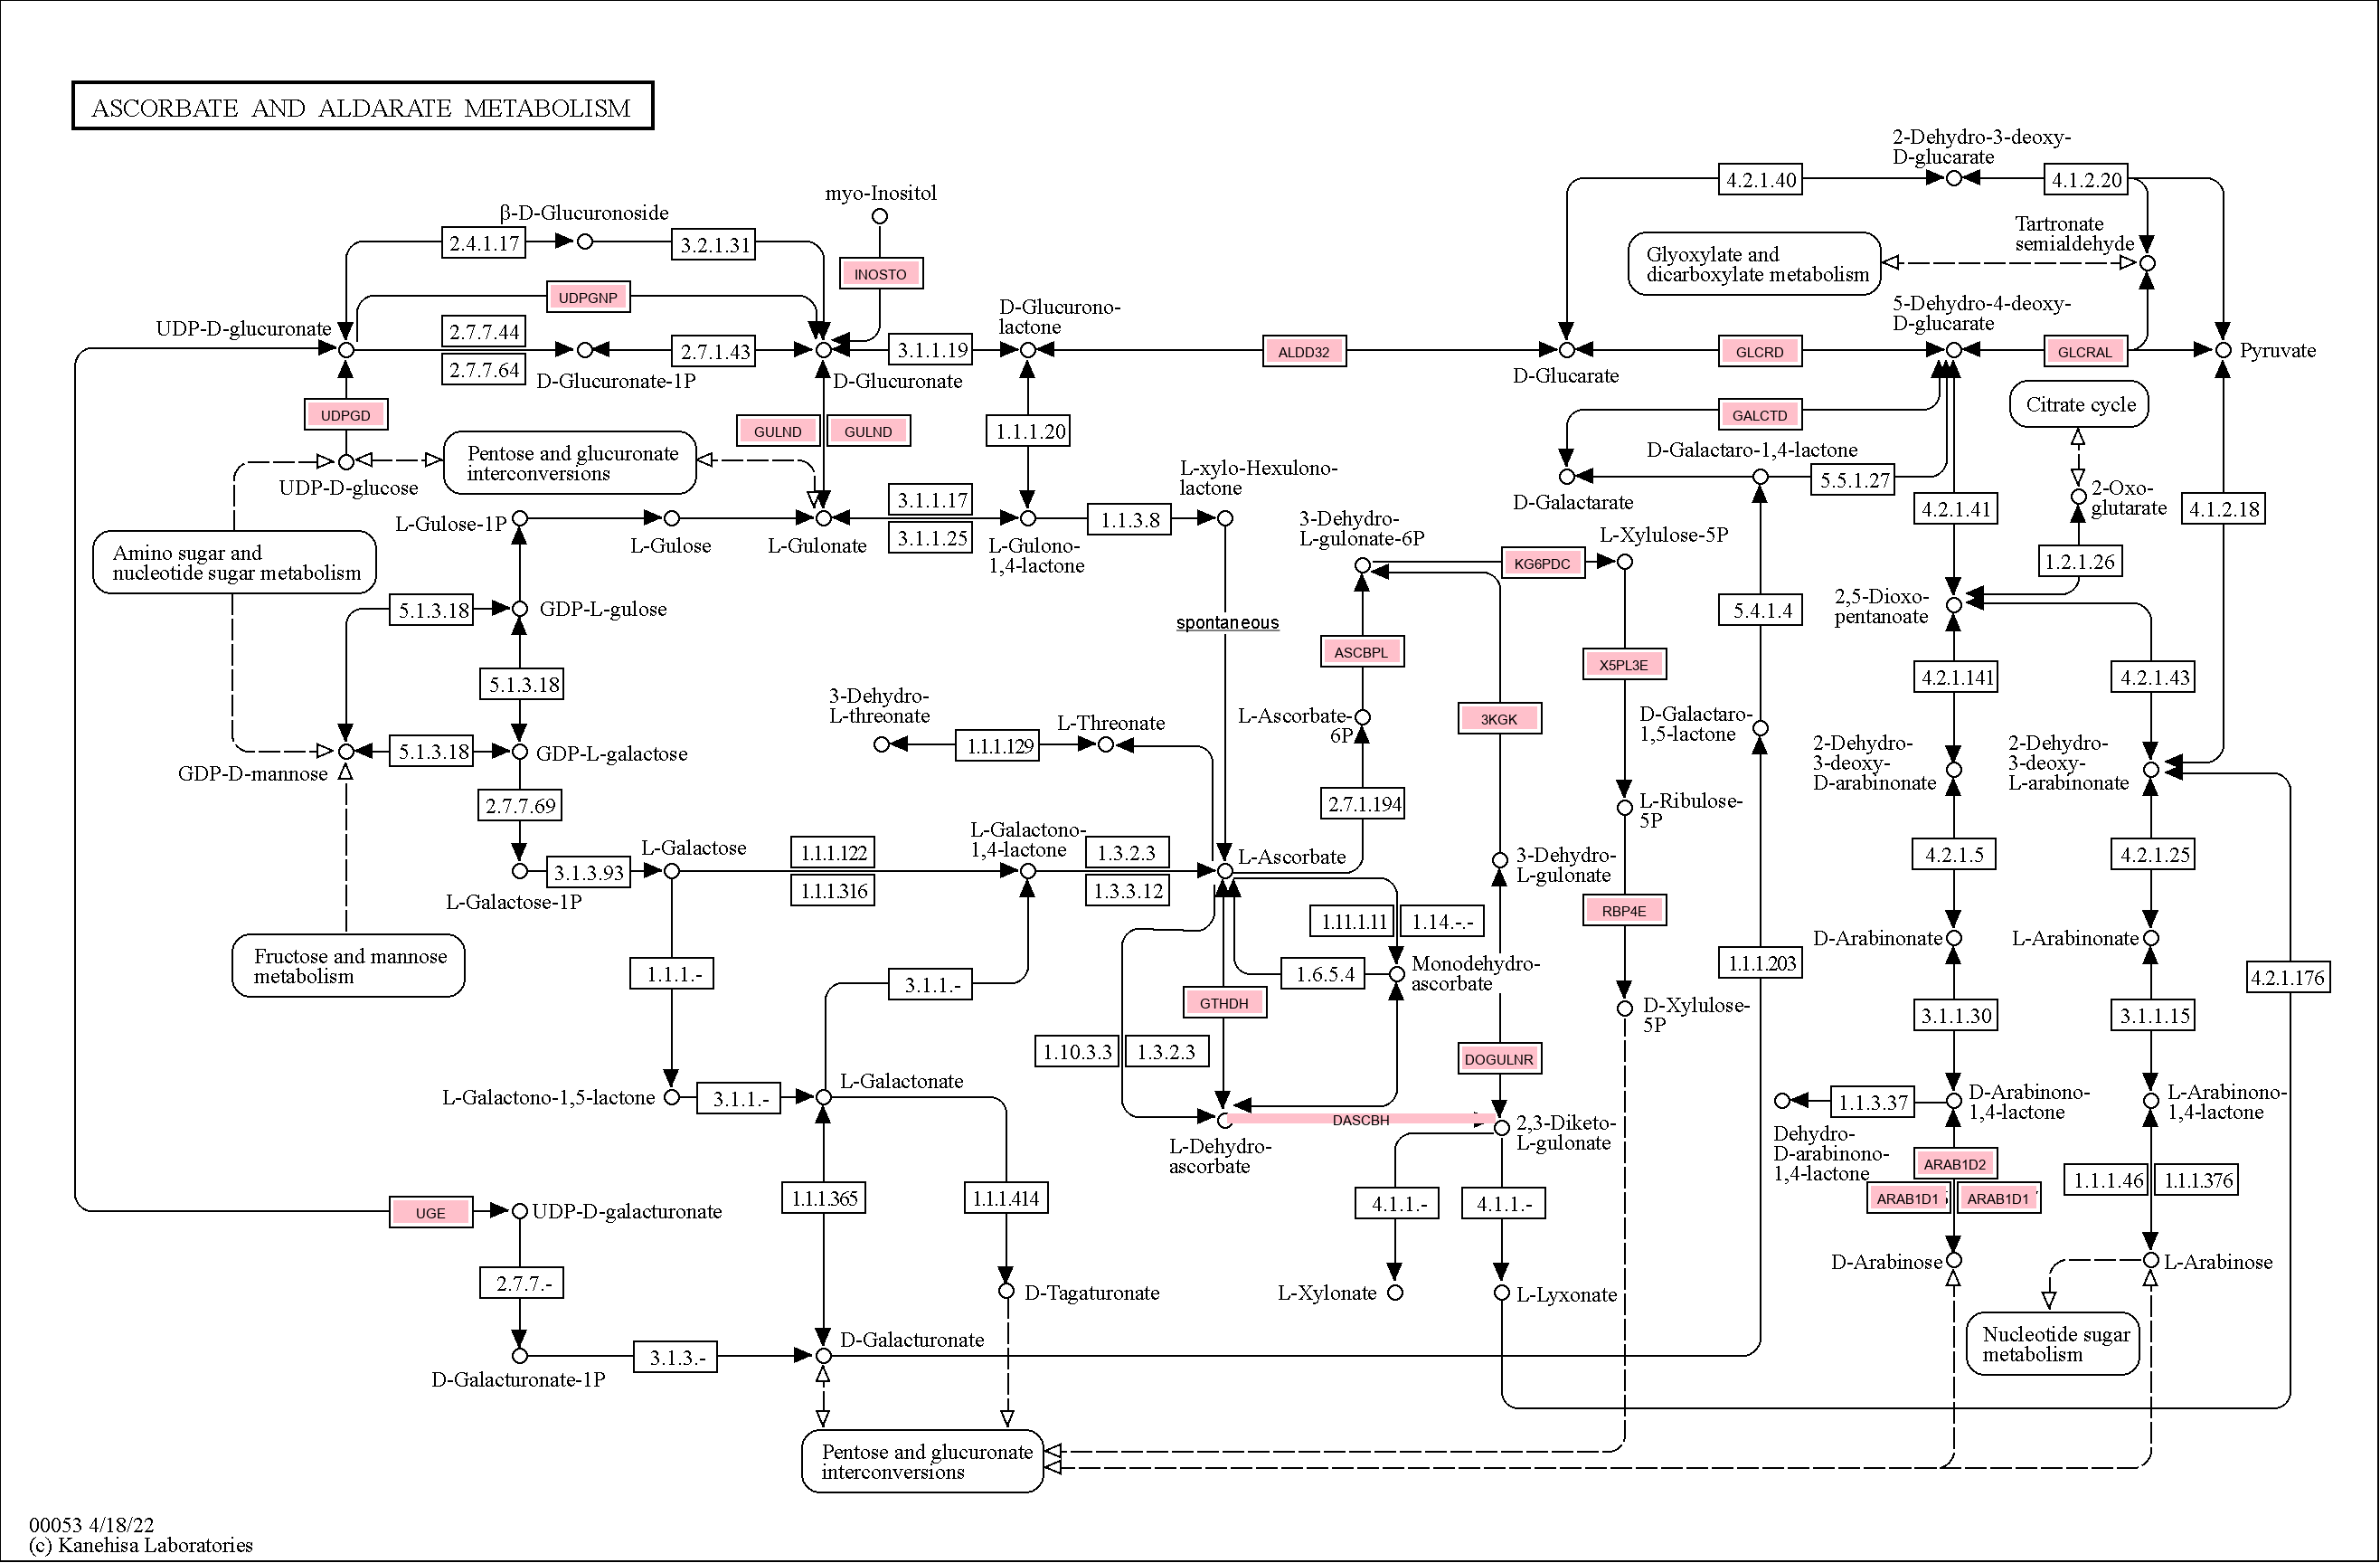 ASCORBATE AND ALDARATE METABOLISM
2-Dehydro-3-deoxy-
D-glucarate
4.2.1.40
4.1.2.20
myo-Inositol
β-D-Glucuronoside
2.4.1.17
3.2.1.31
Tartronate
semialdehyde
Glyoxylate and
dicarboxylate metabolism
INOSTO
UDPGNP
5-Dehydro-4-deoxy-
D-glucarate
D-Glucurono-
lactone
UDP-D-glucuronate
2.7.7.44
2.7.1.43
3.1.1.19
ALDD32
GLCRD
GLCRAL
Pyruvate
2.7.7.64
D-Glucuronate-1P
D-Glucuronate
D-Glucarate
UDPGD
GULND
GULND
1.1.1.20
GALCTD
Citrate cycle
Pentose and glucuronate
interconversions
D-Galactaro-1,4-lactone
5.5.1.27
UDP-D-glucose
L-xylo-Hexulono-
lactone
D-Galactarate
2-Oxo-
glutarate
4.2.1.41
4.1.2.18
L-Gulose-1P
L-Gulose
L-Gulonate
3.1.1.17
3.1.1.25
L-Gulono-
1,4-lactone
1.1.3.8
3-Dehydro-
L-gulonate-6P
L-Xylulose-5P
KG6PDC
1.2.1.26
Amino sugar and
nucleotide sugar metabolism
5.1.3.18
GDP-L-gulose
spontaneous
5.4.1.4
2,5-Dioxo-
pentanoate
ASCBPL
X5PL3E
5.1.3.18
4.2.1.141
4.2.1.43
3-Dehydro-
L-threonate
1.1.1.129
L-Threonate
L-Ascorbate-
6P
3KGK
D-Galactaro-
1,5-lactone
5.1.3.18
GDP-L-galactose
GDP-D-mannose
2-Dehydro-
3-deoxy-
D-arabinonate
2-Dehydro-
3-deoxy-
L-arabinonate
2.7.7.69
2.7.1.194
L-Ribulose-
5P
L-Galactose
1.1.1.122
1.1.1.316
L-Galactono-
1,4-lactone
1.3.2.3
1.3.3.12
L-Ascorbate
3-Dehydro-
L-gulonate
4.2.1.5
4.2.1.25
3.1.3.93
L-Galactose-1P
1.11.1.11
1.14.-.-
RBP4E
D-Arabinonate
L-Arabinonate
Fructose and mannose
metabolism
1.1.1.-
3.1.1.-
1.6.5.4
Monodehydro-
ascorbate
1.1.1.203
4.2.1.176
GTHDH
D-Xylulose-
5P
3.1.1.30
3.1.1.15
1.10.3.3
1.3.2.3
DOGULNR
L-Galactono-1,5-lactone
3.1.1.-
L-Galactonate
1.1.3.37
D-Arabinono-
1,4-lactone
L-Arabinono-
1,4-lactone
DASCBH
L-Dehydro-
ascorbate
2,3-Diketo-
L-gulonate
Dehydro-
D-arabinono-
1,4-lactone
ARAB1D2
ARAB1D1
ARAB1D1
1.1.1.46
1.1.1.376
UGE
UDP-D-galacturonate
1.1.1.365
1.1.1.414
4.1.1.-
4.1.1.-
2.7.7.-
D-Tagaturonate
L-Xylonate
L-Lyxonate
D-Arabinose
L-Arabinose
3.1.3.-
D-Galacturonate
D-Galacturonate-1P
Nucleotide sugar
metabolism
Pentose and glucuronate
interconversions
00053 4/18/22
(c) Kanehisa Laboratories